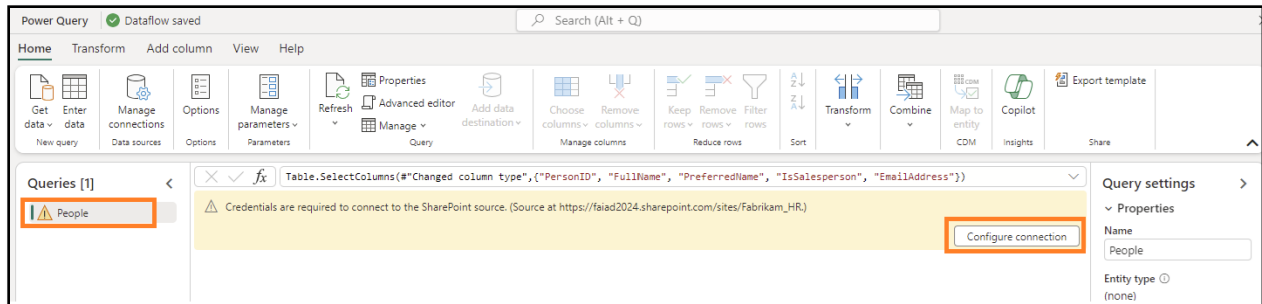 Power Query Dataflow saved Search (Alt + Q)
Home Transform Add column View Help
Get data Enter data Manage connections Options Manage parameters Refresh Properties Advanced editor Manage Add data destination Choose columns Remove columns Keep rows Remove rows Filter rows Transform Combine CDM Map to entity Copilot Export template
New query Data sources Options Parameters Query Manage columns Reduce rows Sort CDM Insights Share
Queries [1]
People
fx Table.SelectColumns(#"Changed column type",{"PersonID", "FullName", "PreferredName", "IsSalesperson", "EmailAddress"})
Credentials are required to connect to the SharePoint source. (Source at https://faiad2024.sharepoint.com/sites/Fabrikam_HR.)
Configure connection
Query settings
Properties
Name
People
Entity type
(none)